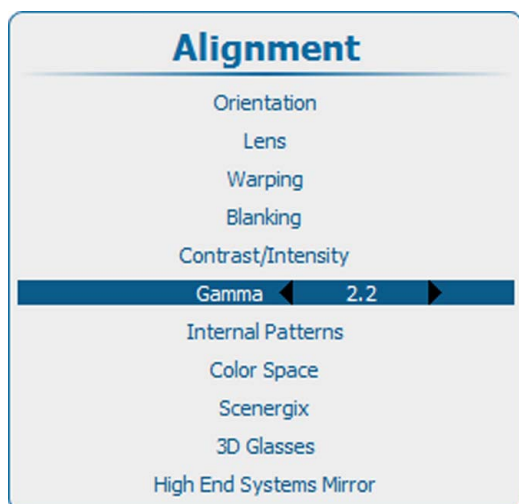 Alignment
Orientation
Lens
Warping
Blanking
Contrast/Intensity
Gamma 2.2
Internal Patterns
Color Space
Scenergix
3D Glasses
High End Systems Mirror